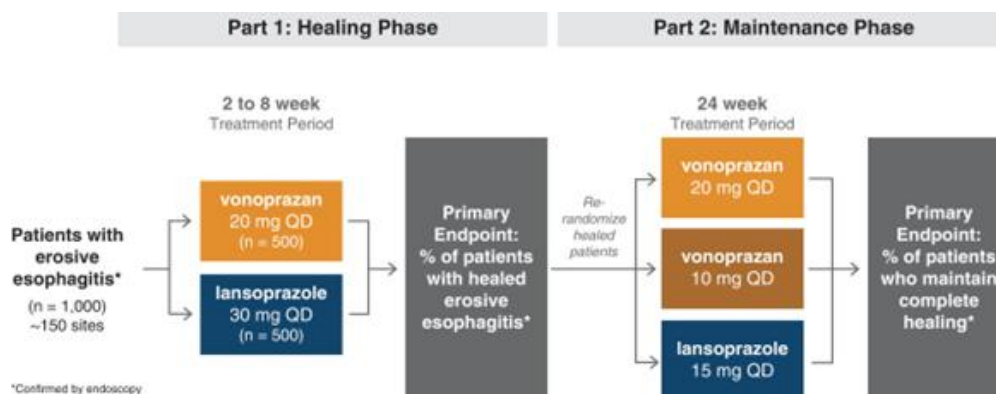 Part 1: Healing Phase
Part 2: Maintenance Phase
2 to 8 week
Treatment Period
24 week
Treatment Period
Patients with
erosive
esophagitis*
(n = 1,000)
~150 sites
vonoprazan
20 mg QD
(n = 500)
lansoprazole
30 mg QD
(n = 500)
Primary
Endpoint:
% of patients
with healed
erosive
esophagitis*
Re-
randomize
healed
patients
vonoprazan
20 mg QD
vonoprazan
10 mg QD
lansoprazole
15 mg QD
Primary
Endpoint:
% of patients
who maintain
complete
healing*
*Confirmed by endoscopy